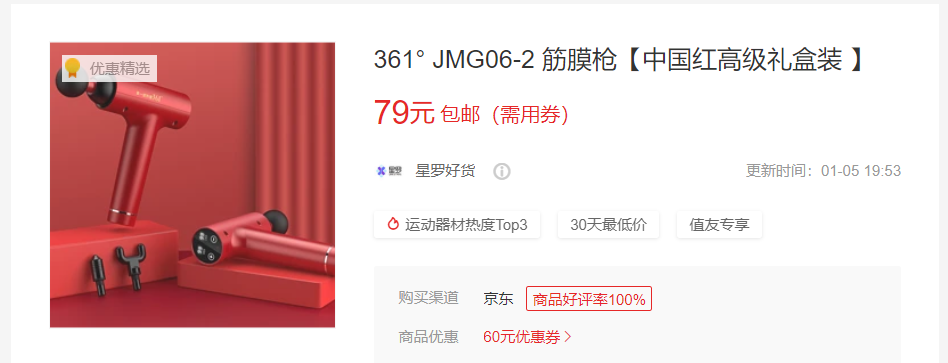 优惠精选
361° JMG06-2 筋膜枪【中国红高级礼盒装 】
79元 包邮（需用券）
星罗好货
更新时间：01-05 19:53
运动器材热度Top3
30天最低价
值友专享
购买渠道 京东 商品好评率100%
商品优惠 60元优惠券